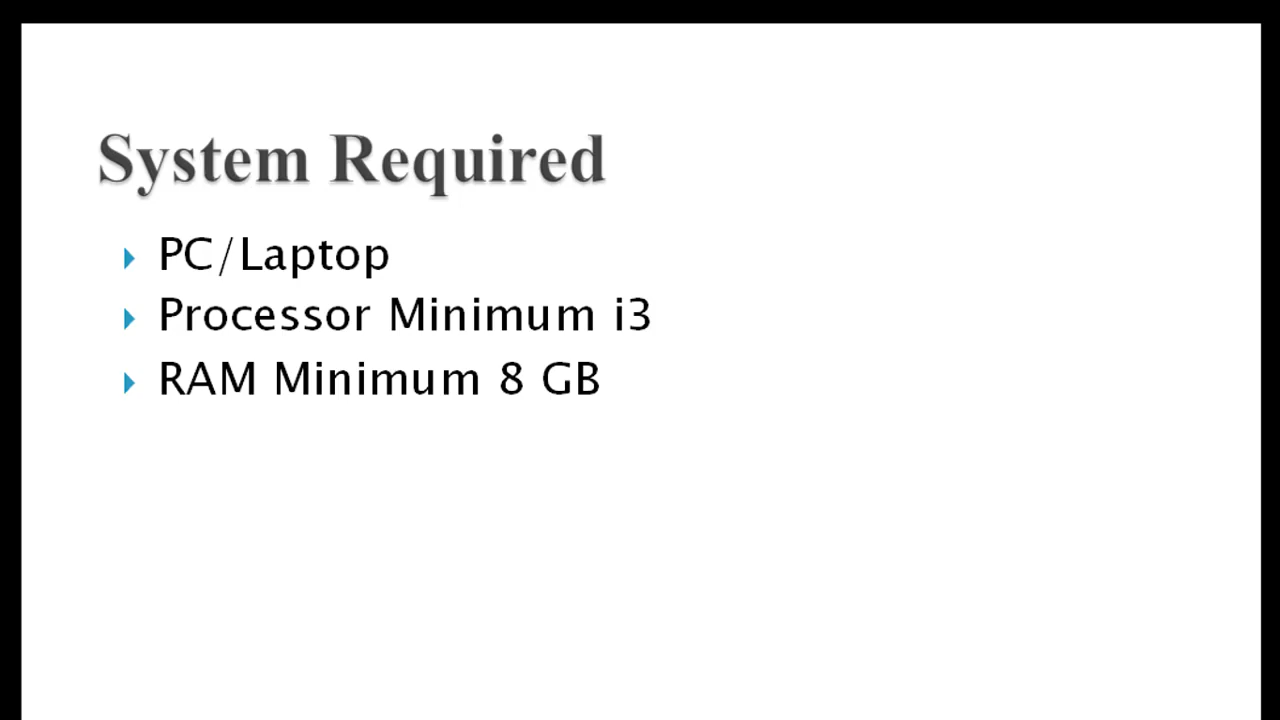 System Required
PC/Laptop
Processor Minimum i3
RAM Minimum 8 GB